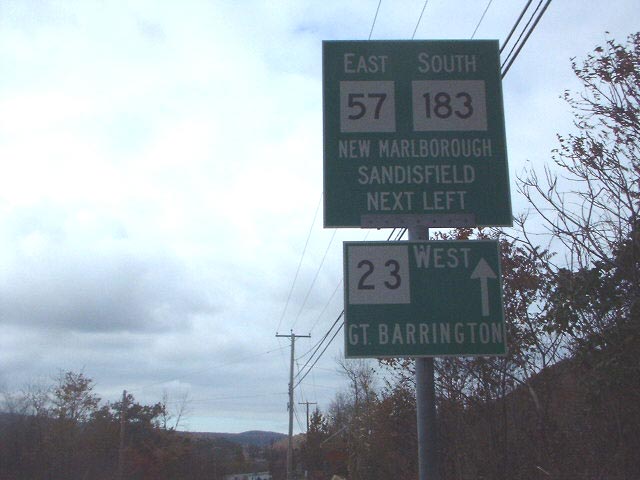 EAST SOUTH
57 183
NEW MARLBOROUGH
SANDISFIELD
NEXT LEFT
23 WEST
GT. BARRINGTON